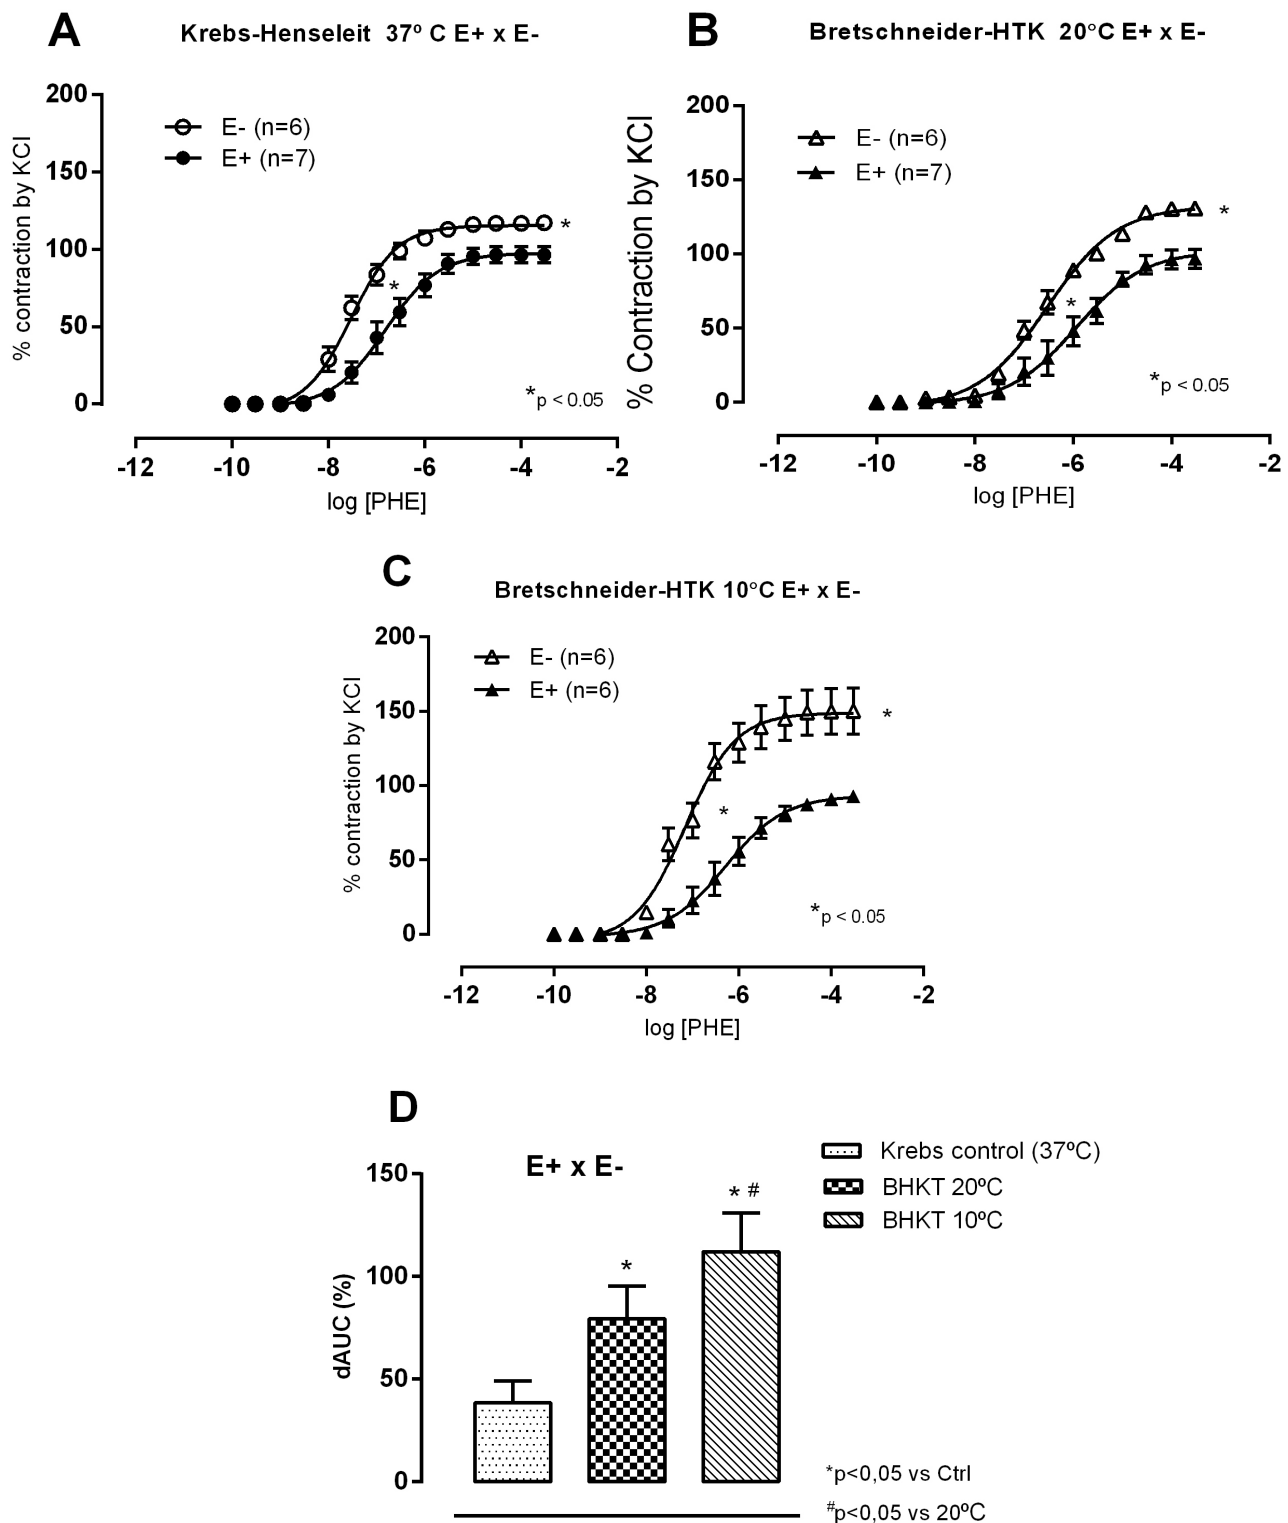 A
Krebs-Henseleit 37º C E+ x E-
200
150
100
50
0
% contraction by KCl
E- (n=6)
E+ (n=7)
*
*
*p < 0.05
-12 -10 -8 -6 -4 -2
log [PHE]
B
Bretschneider-HTK 20°C E+ x E-
200
150
100
50
0
% Contraction by KCl
E- (n=6)
E+ (n=7)
*
*
*p < 0.05
-12 -10 -8 -6 -4 -2
log [PHE]
C
Bretschneider-HTK 10°C E+ x E-
200
150
100
50
0
% contraction by KCl
E- (n=6)
E+ (n=6)
*
*
*p < 0.05
-12 -10 -8 -6 -4 -2
log [PHE]
D
E+ x E-
150
100
50
0
dAUC (%)
*
* #
Krebs control (37ºC)
BHKT 20ºC
BHKT 10ºC
*p<0,05 vs Ctrl
#p<0,05 vs 20ºC